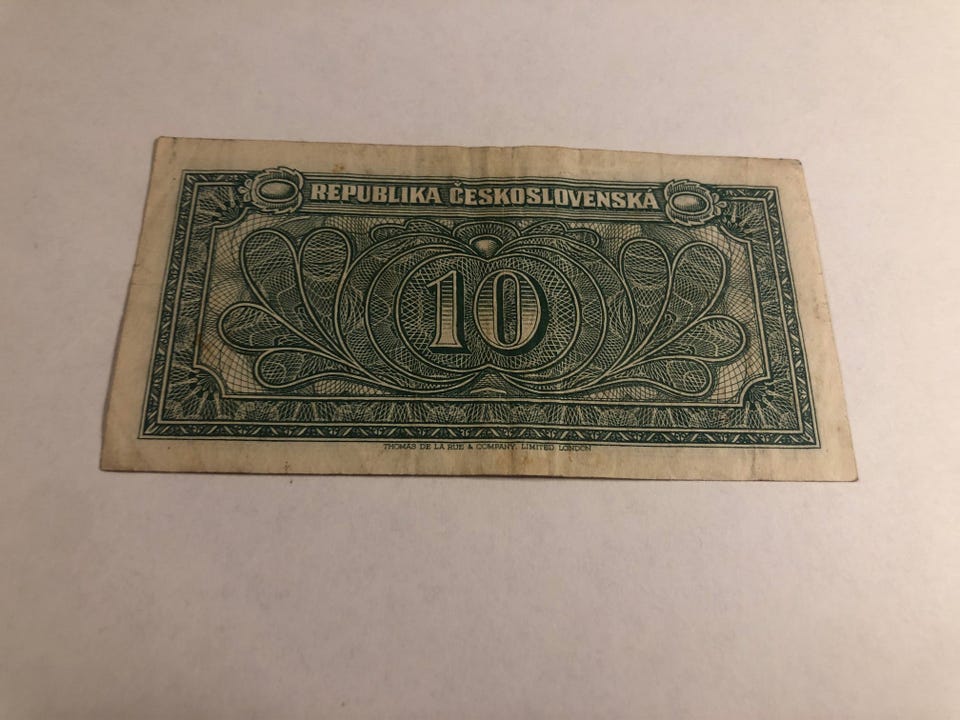 REPUBLIKA ČESKOSLOVENSKÁ
10
THOMAS DE LA RUE & COMPANY, LIMITED LONDON